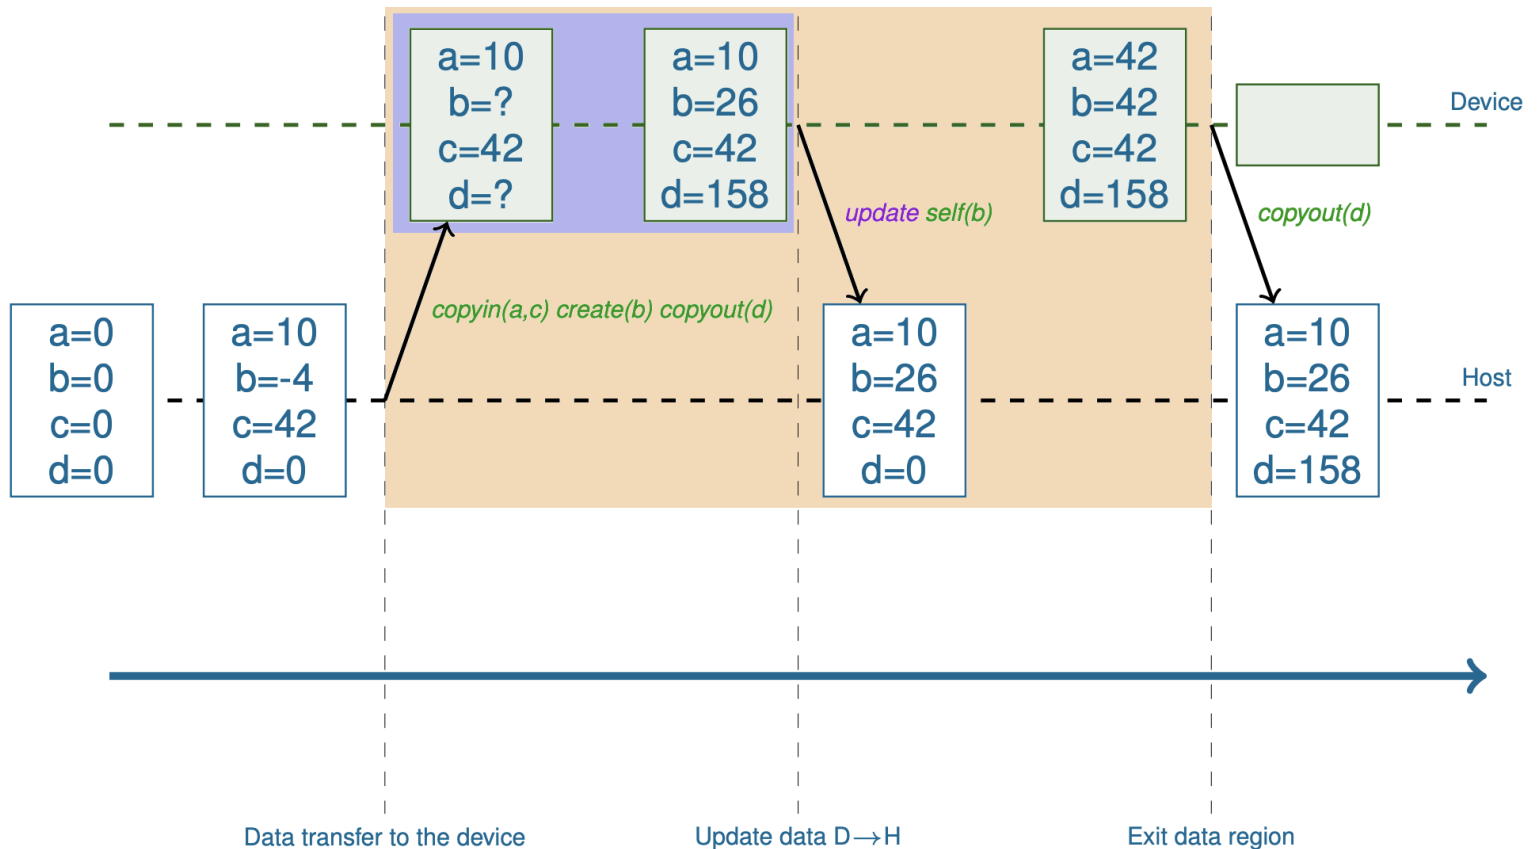 a=10
b=?
c=42
d=?
a=10
b=26
c=42
d=158
a=42
b=42
c=42
d=158
Device
update self(b)
copyout(d)
copyin(a,c) create(b) copyout(d)
a=0
b=0
c=0
d=0
a=10
b=-4
c=42
d=0
a=10
b=26
c=42
d=0
a=10
b=26
c=42
d=158
Host
Data transfer to the device
Update data D→H
Exit data region